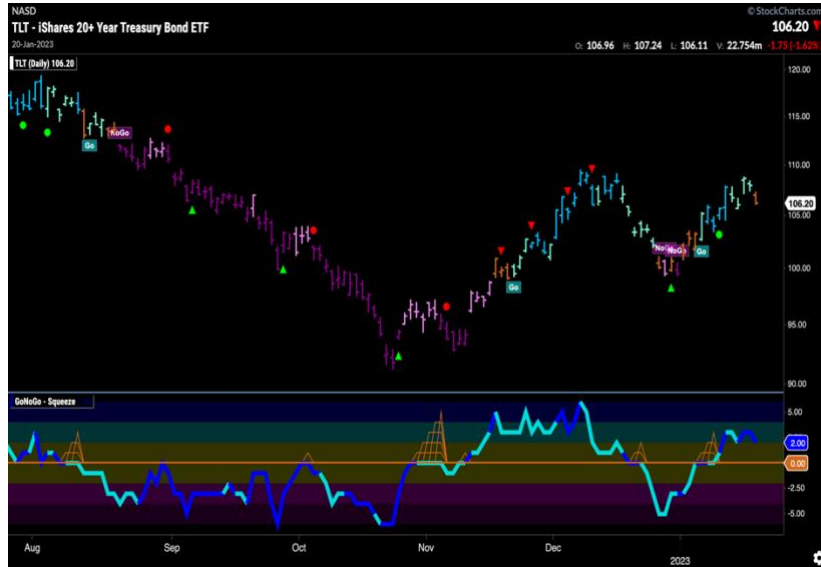 NASD
© StockCharts.com
TLT - iShares 20+ Year Treasury Bond ETF
106.20
20-Jan-2023
O: 106.96 H: 107.24 L: 106.11 V: 22.754m -1.75 (-1.62%)
TLT (Daily) 106.20
120.00
115.00
Go
NoGo
110.00
106.20
105.00
NoGo
NoGo
Go
100.00
Go
95.00
90.00
GoNoGo - Squeeze
5.00
2.00
0.00
-2.50
-5.00
Aug Sep Oct Nov Dec
2023